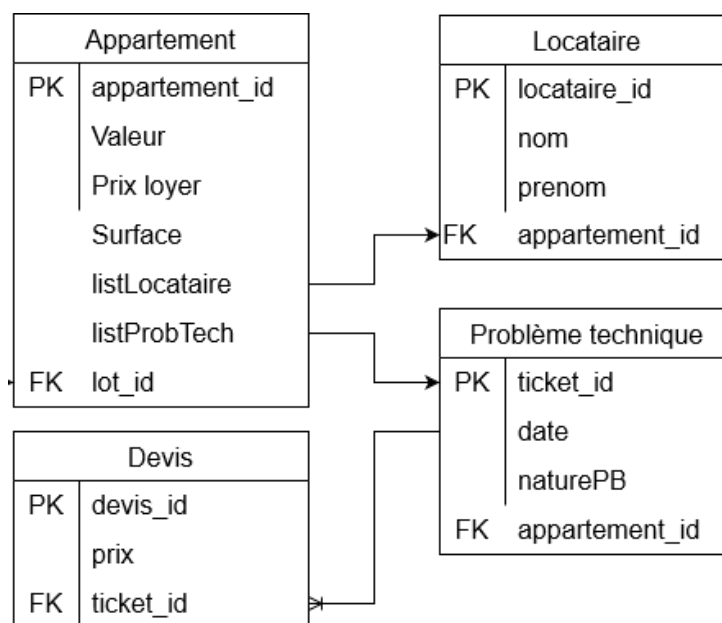 Appartement
PK appartement_id
Valeur
Prix loyer
Surface
listLocataire
listProbTech
FK lot_id
Locataire
PK locataire_id
nom
prenom
FK appartement_id
Problème technique
PK ticket_id
date
naturePB
FK appartement_id
Devis
PK devis_id
prix
FK ticket_id